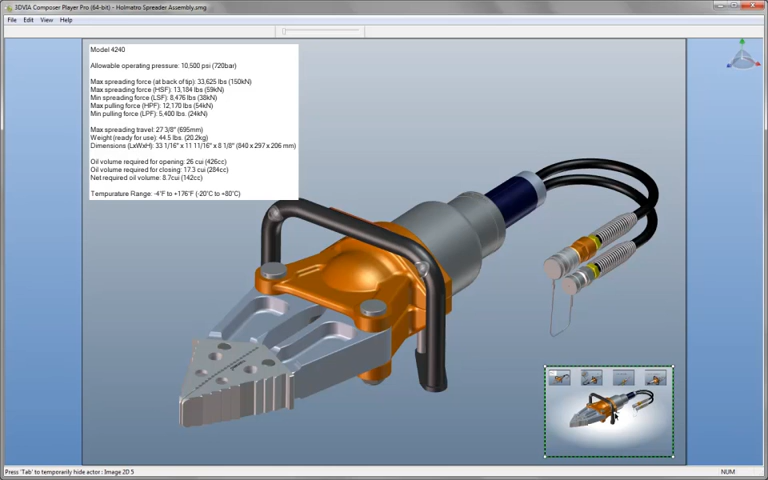 3DVIA Composer Player Pro (64-bit) - Holmatro Spreader Assembly.smg
File Edit View Help
Model 4240
Allowable operating pressure: 10,500 psi (720bar)
Max spreading force (at back of tip): 33,625 lbs (150kN)
Max spreading force (HSF): 13,184 lbs (59kN)
Min spreading force (LSF): 8,476 lbs (38kN)
Max pulling force (HPF): 12,170 lbs (54kN)
Min pulling force (LPF): 5,400 lbs. (24kN)
Max spreading travel: 27 3/8" (695mm)
Weight (ready for use): 44.5 lbs. (20.2kg)
Dimensions (LxWxH): 33 1/16" x 11 11/16" x 8 1/8" (840 x 297 x 206 mm)
Oil volume required for opening: 26 cui (426cc)
Oil volume required for closing: 17.3 cui (284cc)
Net required oil volume: 8.7cui (142cc)
Tempurature Range: -4°F to +176°F (-20°C to +80°C)
Press 'Tab' to temporarily hide actor : Image 2D 5
NUM